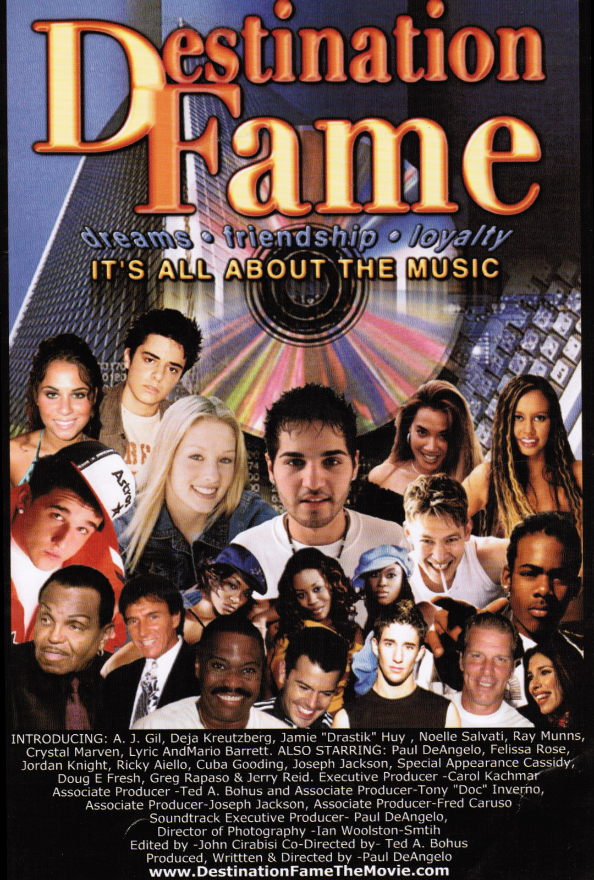 Destination
Fame
dreams • friendship • loyalty
IT'S ALL ABOUT THE MUSIC
Astro
INTRODUCING: A. J. Gil, Deja Kreutzberg, Jamie "Drastik" Huy , Noelle Salvati, Ray Munns,
Crystal Marven, Lyric AndMario Barrett. ALSO STARRING: Paul DeAngelo, Felissa Rose,
Jordan Knight, Ricky Aiello, Cuba Gooding, Joseph Jackson, Special Appearance Cassidy,
Doug E Fresh, Greg Rapaso & Jerry Reid. Executive Producer -Carol Kachmar
Associate Producer -Ted A. Bohus and Associate Producer-Tony "Doc" Inverno,
Associate Producer-Joseph Jackson, Associate Producer-Fred Caruso
Soundtrack Executive Producer- Paul DeAngelo,
Director of Photography -Ian Woolston-Smtih
Edited by -John Cirabisi Co-Directed by- Ted A. Bohus
Produced, Writtten & Directed by -Paul DeAngelo
www.DestinationFameTheMovie.com